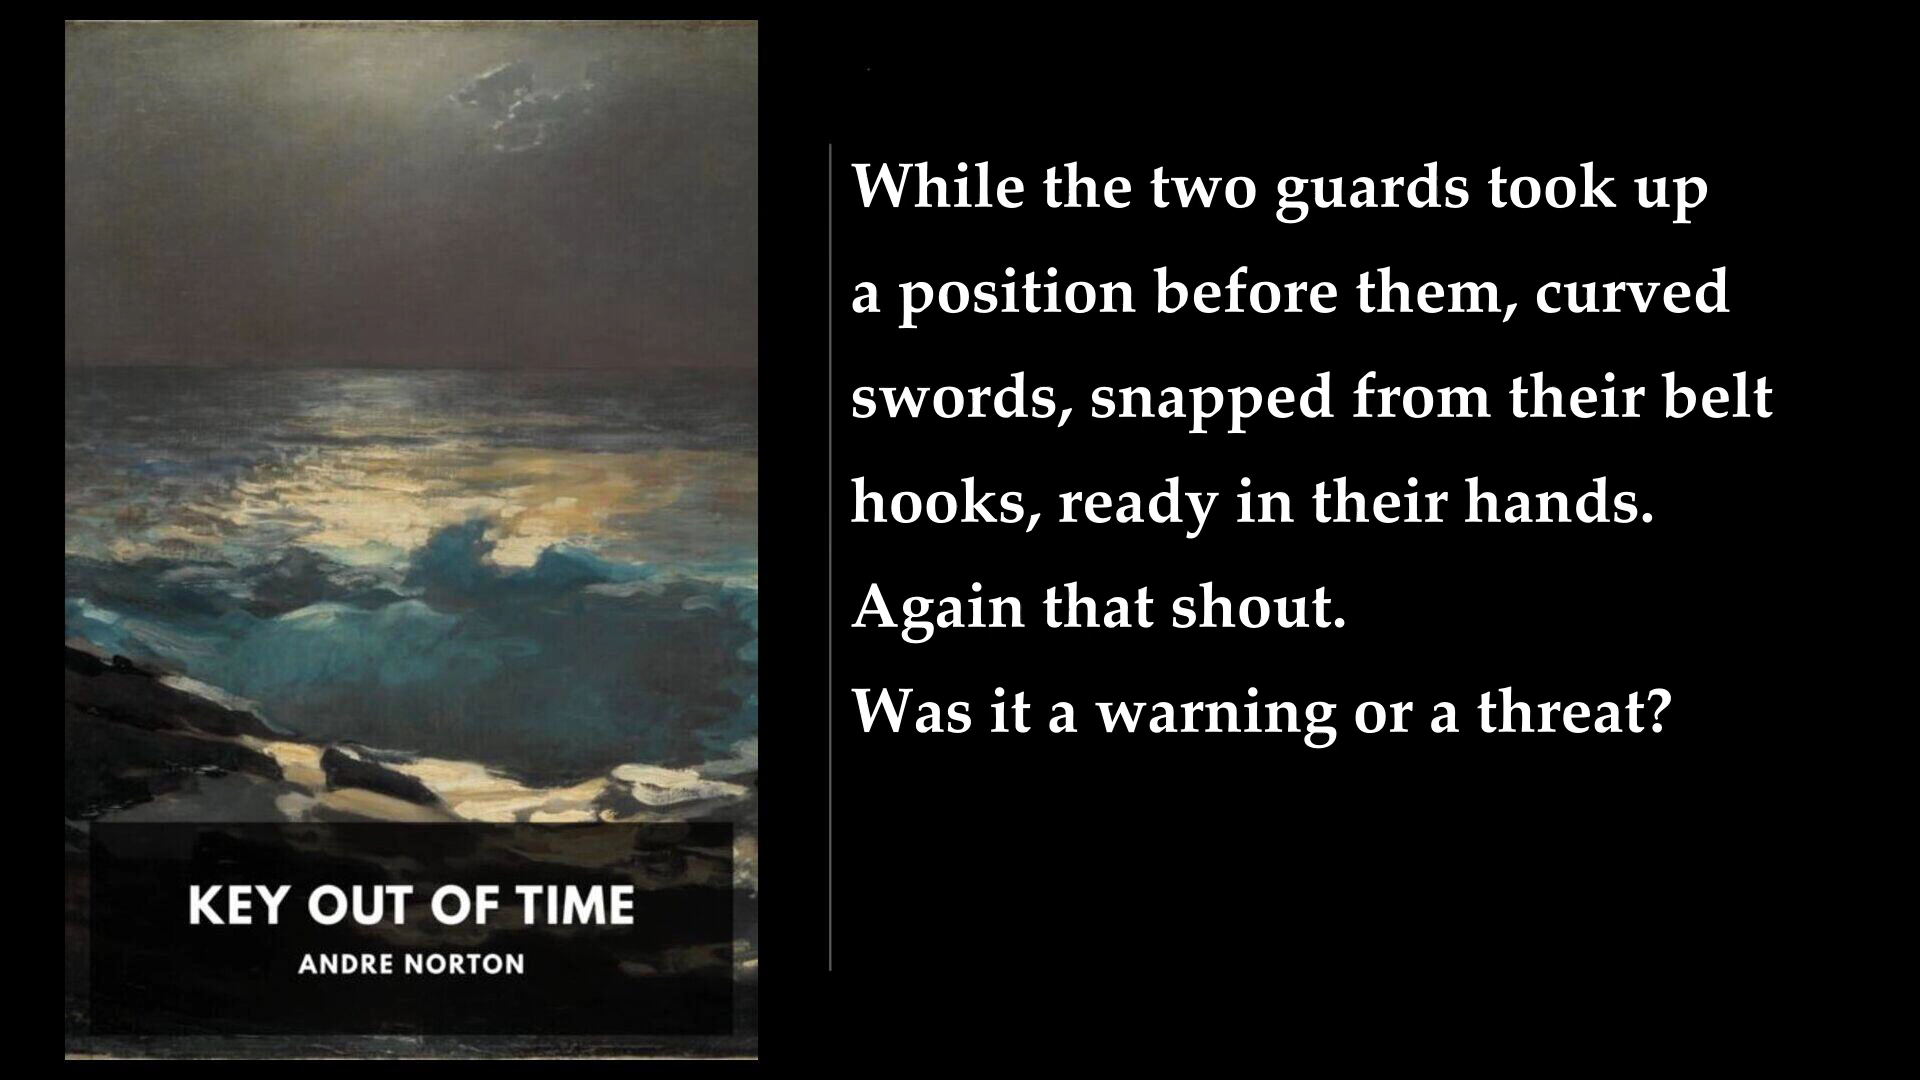 While the two guards took up
a position before them, curved
swords, snapped from their belt
hooks, ready in their hands.
Again that shout.
Was it a warning or a threat?
KEY OUT OF TIME
ANDRE NORTON